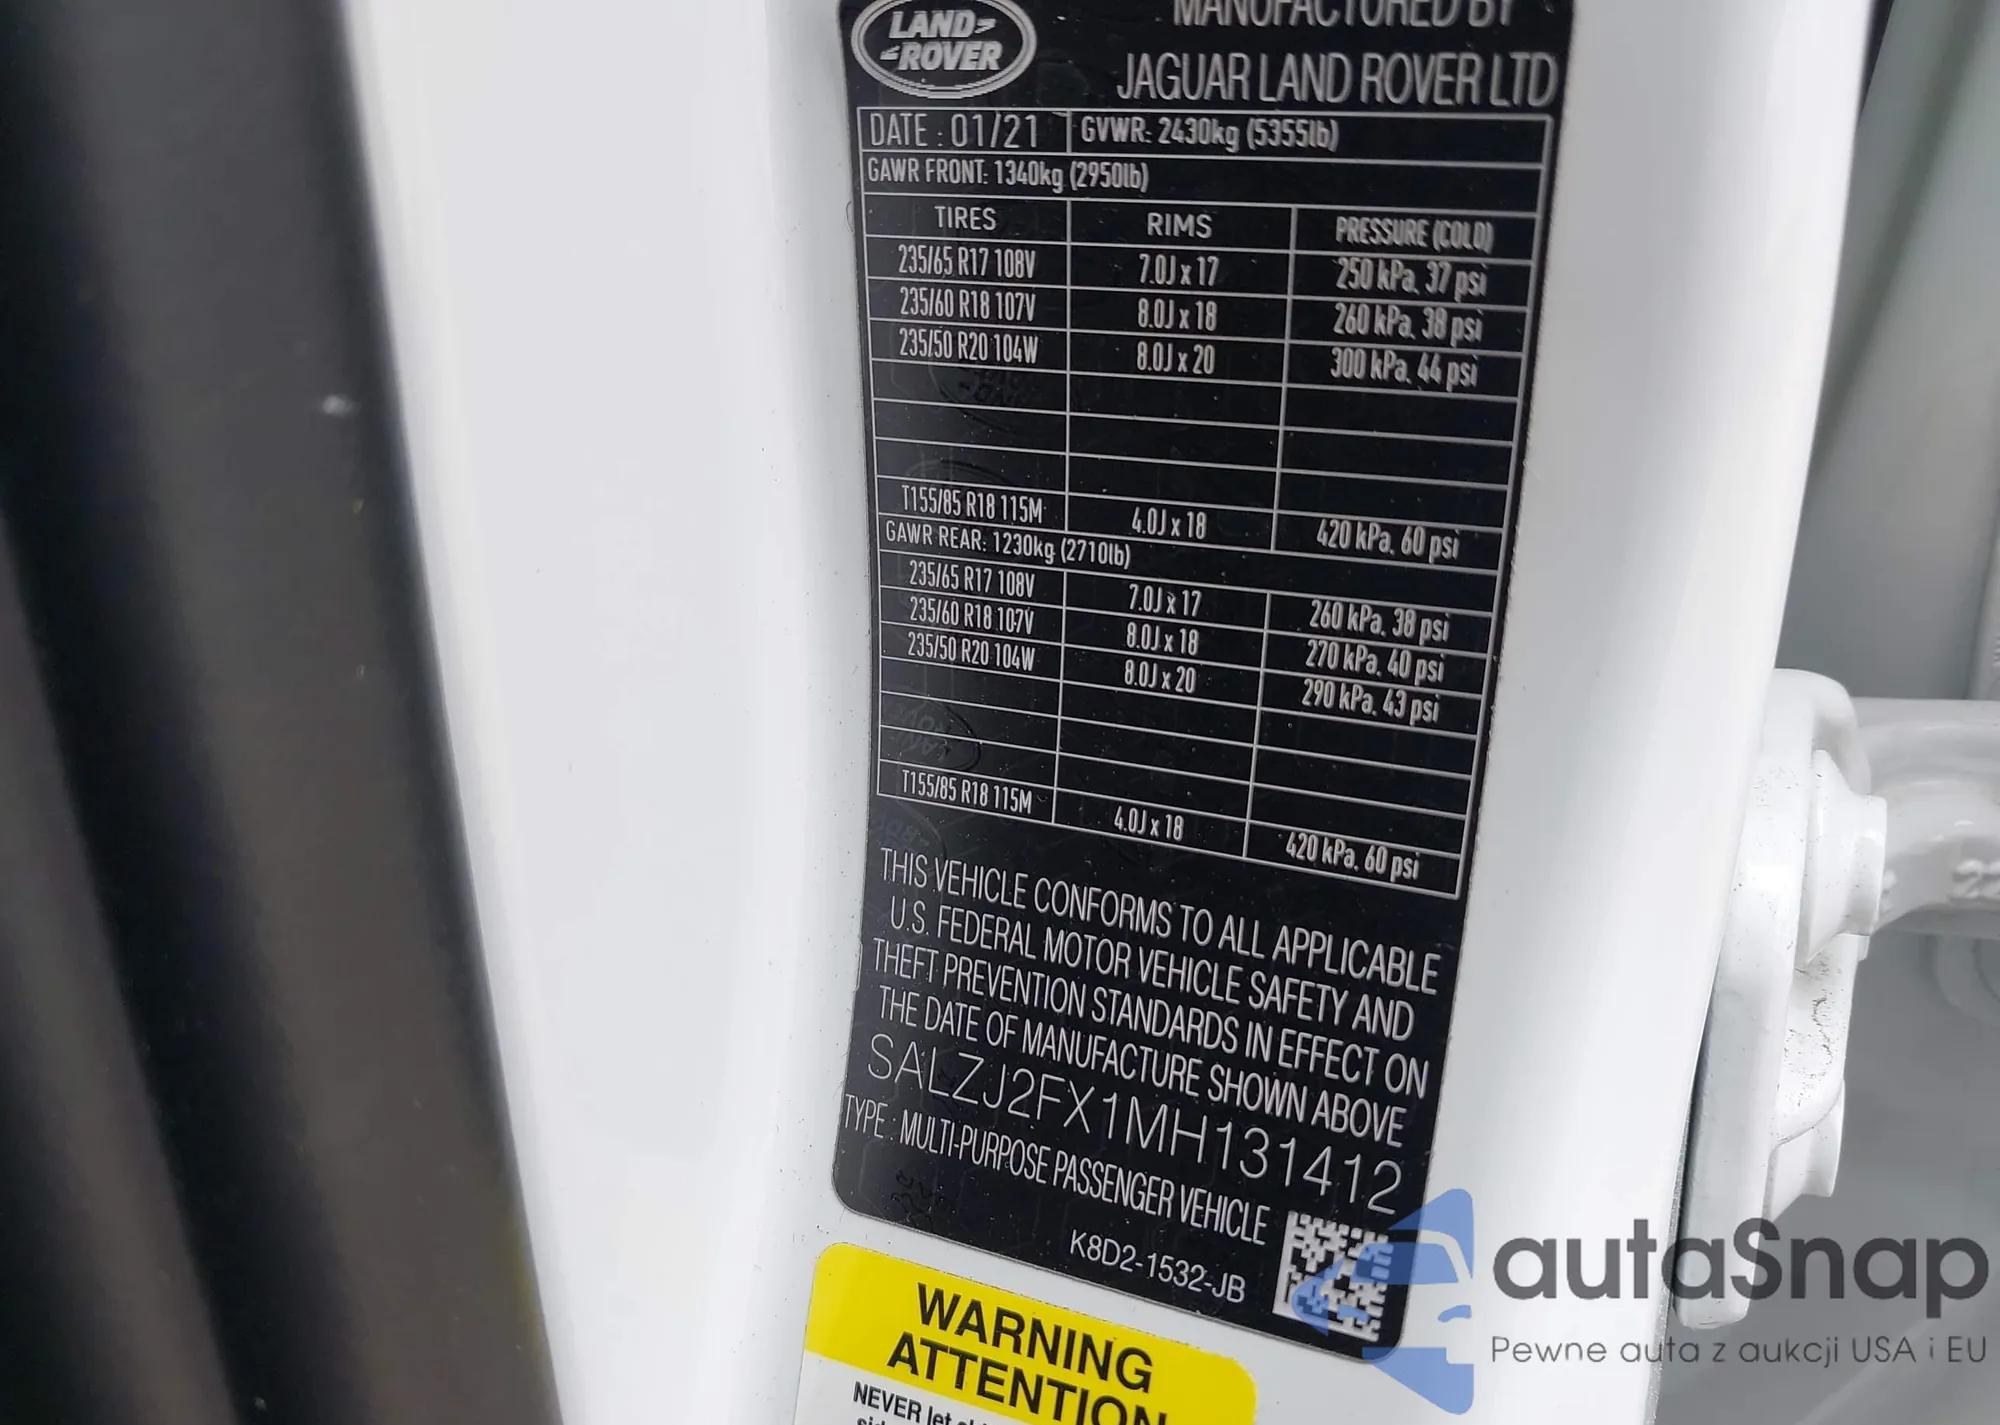 LAND
ROVER
MANUFACTURED BY
JAGUAR LAND ROVER LTD
DATE : 01/21 GVWR: 2430kg (5355lb)
GAWR FRONT: 1340kg (2950lb)
TIRES RIMS PRESSURE (COLD)
235/65 R17 108V 7.0J x 17 250 kPa, 37 psi
235/60 R18 107V 8.0J x 18 260 kPa, 38 psi
235/50 R20 104W 8.0J x 20 300 kPa, 44 psi
T155/85 R18 115M 4.0J x 18 420 kPa, 60 psi
GAWR REAR: 1230kg (2710lb)
235/65 R17 108V 7.0J x 17 260 kPa, 38 psi
235/60 R18 107V 8.0J x 18 270 kPa, 40 psi
235/50 R20 104W 8.0J x 20 290 kPa, 43 psi
T155/85 R18 115M 4.0J x 18 420 kPa, 60 psi
THIS VEHICLE CONFORMS TO ALL APPLICABLE
U.S. FEDERAL MOTOR VEHICLE SAFETY AND
THEFT PREVENTION STANDARDS IN EFFECT ON
THE DATE OF MANUFACTURE SHOWN ABOVE
SALZJ2FX1MH131412
TYPE : MULTI-PURPOSE PASSENGER VEHICLE
K8D2-1532-JB
WARNING
ATTENTION
NEVER let
autaSnap
Pewne auta z aukcji USA i EU